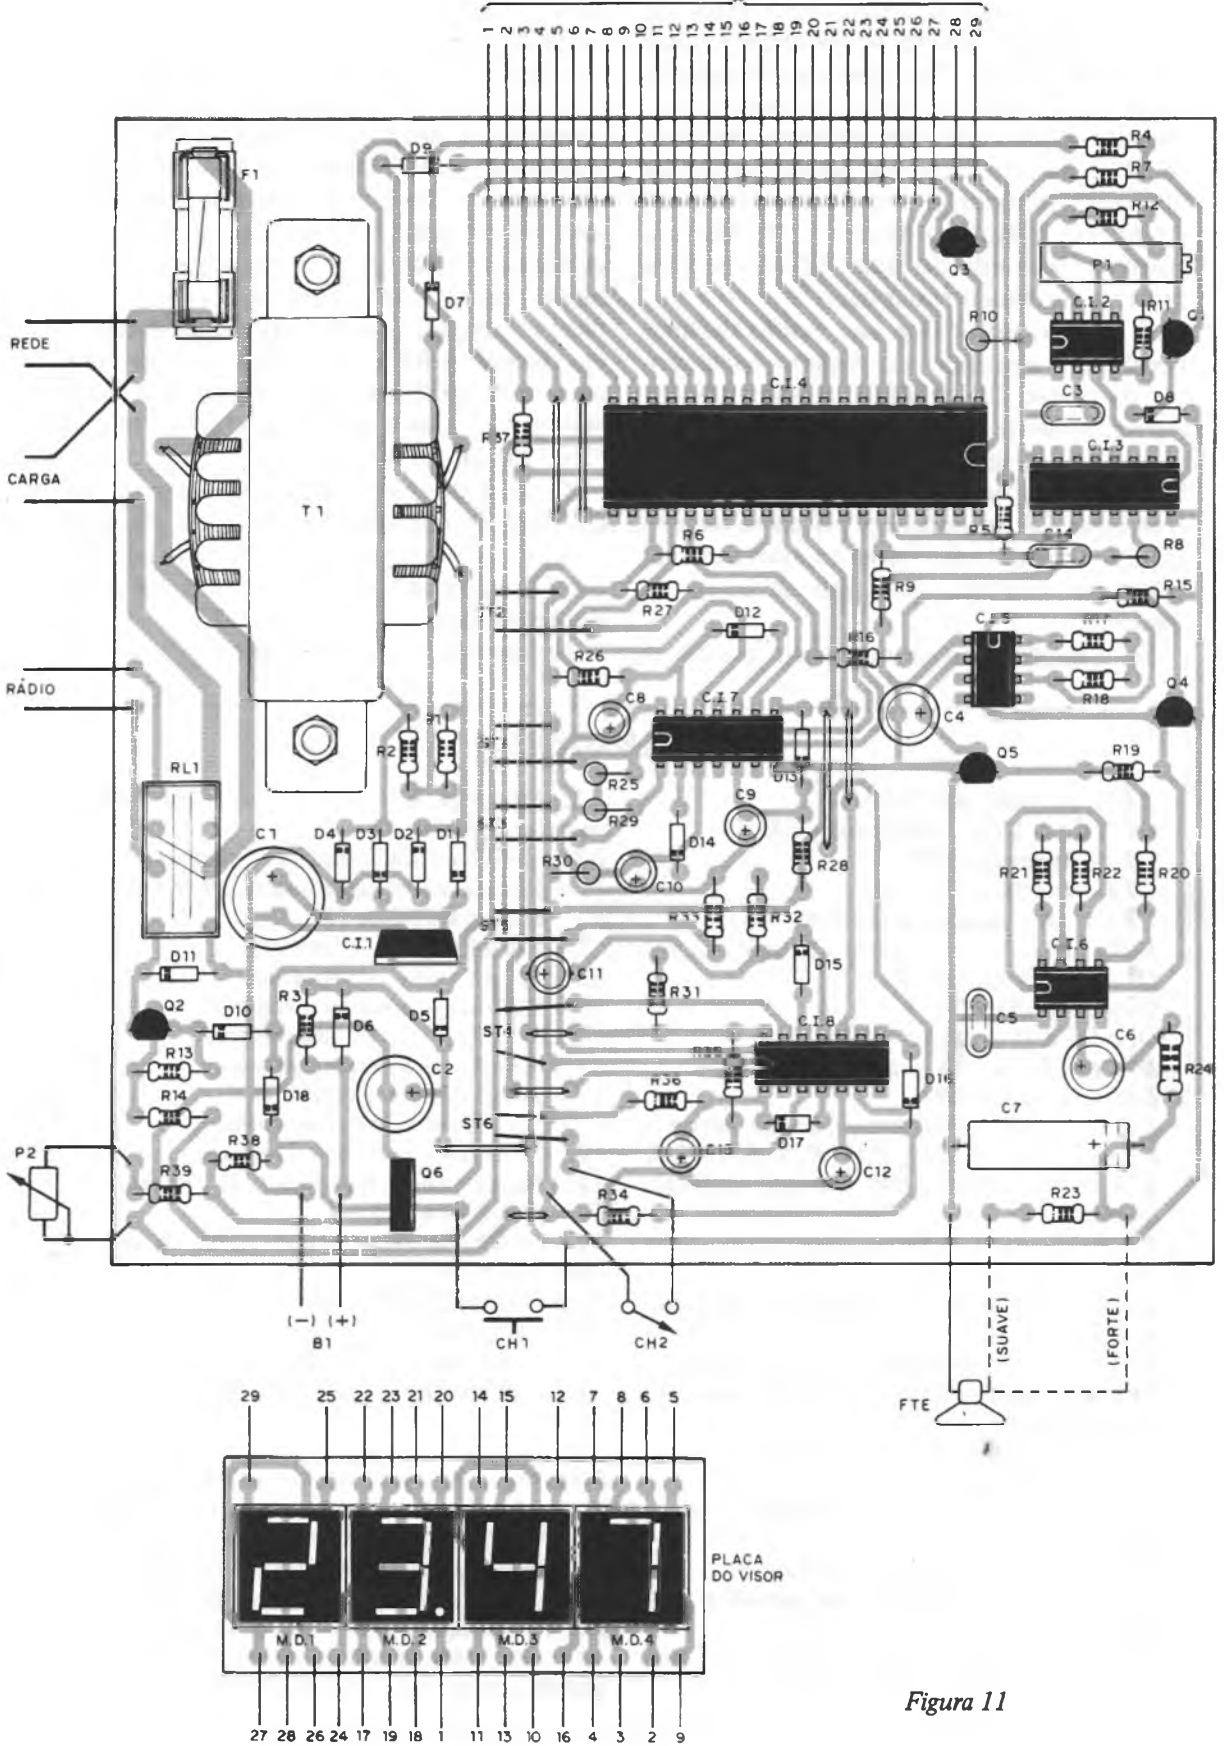 1 2 3 4 5 6 7 8 9 10 11 12 13 14 15 16 17 18 19 20 21 22 23 24 25 26 27 28 29
F1
D9
R4
R7
R12
Q3
P1
D7
REDE
R10
C.I.2
R11
C.I.4
C3
D8
R37
C.I.3
CARGA
T1
R5
R8
R6
R9
R15
R27
D12
R16
R26
R18
Q4
RÁDIO
C8
C.I.7
C4
R2
RL1
R25
D13
Q5
R19
C9
R29
C1
D4 D3 D2 D1
D14
R28
R30
C10
R21
R22
R20
R33
R32
C.I.1
D11
C11
D15
C.I.6
R31
Q2
D10
R3
D6
D5
ST4
C.I.8
C5
C6
R13
C2
R36
D16
R24
R14
D18
ST6
D17
C7
P2
R38
Q6
C12
R39
R34
R23
(-) (+)
B1
CH1
CH2
(SUAVE)
(FORTE)
FTE
29 25 22 23 21 20 14 15 12 7 8 6 5
23.47
PLACA
DO VISOR
M.D.1 M.D.2 M.D.3 M.D.4
27 28 26 24 17 19 18 1 11 13 10 16 4 3 2 9
Figura 11